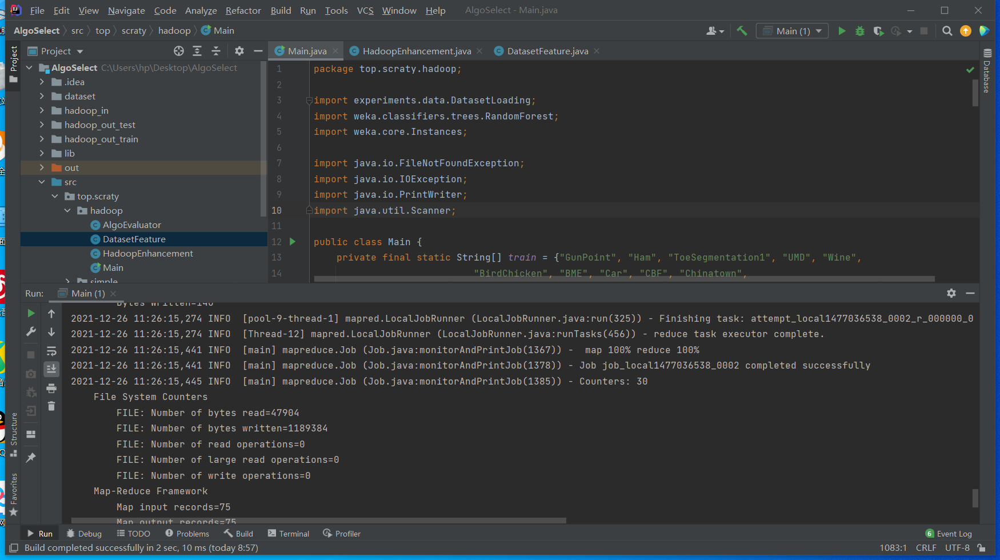 File Edit View Navigate Code Analyze Refactor Build Run Tools VCS Window Help AlgoSelect - Main.java
AlgoSelect src top scraty hadoop Main
Main (1)
Project
Main.java HadoopEnhancement.java DatasetFeature.java
Project
Database
AlgoSelect C:\Users\hp\Desktop\AlgoSelect
.idea
dataset
hadoop_in
hadoop_out_test
hadoop_out_train
lib
out
src
top.scraty
hadoop
AlgoEvaluator
DatasetFeature
HadoopEnhancement
Main
simple
1 package top.scraty.hadoop;
2
3 import experiments.data.DatasetLoading;
4 import weka.classifiers.trees.RandomForest;
5 import weka.core.Instances;
6
7 import java.io.FileNotFoundException;
8 import java.io.IOException;
9 import java.io.PrintWriter;
10 import java.util.Scanner;
11
12 public class Main {
13 private final static String[] train = {"GunPoint", "Ham", "ToeSegmentation1", "UMD", "Wine",
14 "BirdChicken", "BME", "Car", "CBF", "Chinatown",
Run: Main (1)
Bytes Written=140
2021-12-26 11:26:15,274 INFO [pool-9-thread-1] mapred.LocalJobRunner (LocalJobRunner.java:run(325)) - Finishing task: attempt_local1477036538_0002_r_000000_0
2021-12-26 11:26:15,274 INFO [Thread-12] mapred.LocalJobRunner (LocalJobRunner.java:runTasks(456)) - reduce task executor complete.
2021-12-26 11:26:15,441 INFO [main] mapreduce.Job (Job.java:monitorAndPrintJob(1367)) - map 100% reduce 100%
2021-12-26 11:26:15,441 INFO [main] mapreduce.Job (Job.java:monitorAndPrintJob(1378)) - Job job_local1477036538_0002 completed successfully
2021-12-26 11:26:15,445 INFO [main] mapreduce.Job (Job.java:monitorAndPrintJob(1385)) - Counters: 30
File System Counters
FILE: Number of bytes read=47904
FILE: Number of bytes written=1189384
FILE: Number of read operations=0
FILE: Number of large read operations=0
FILE: Number of write operations=0
Map-Reduce Framework
Map input records=75
Map output records=75
Structure
Favorites
Run Debug TODO Problems Build Terminal Profiler 6 Event Log
Build completed successfully in 2 sec, 10 ms (today 8:57) 1083:1 CRLF UTF-8